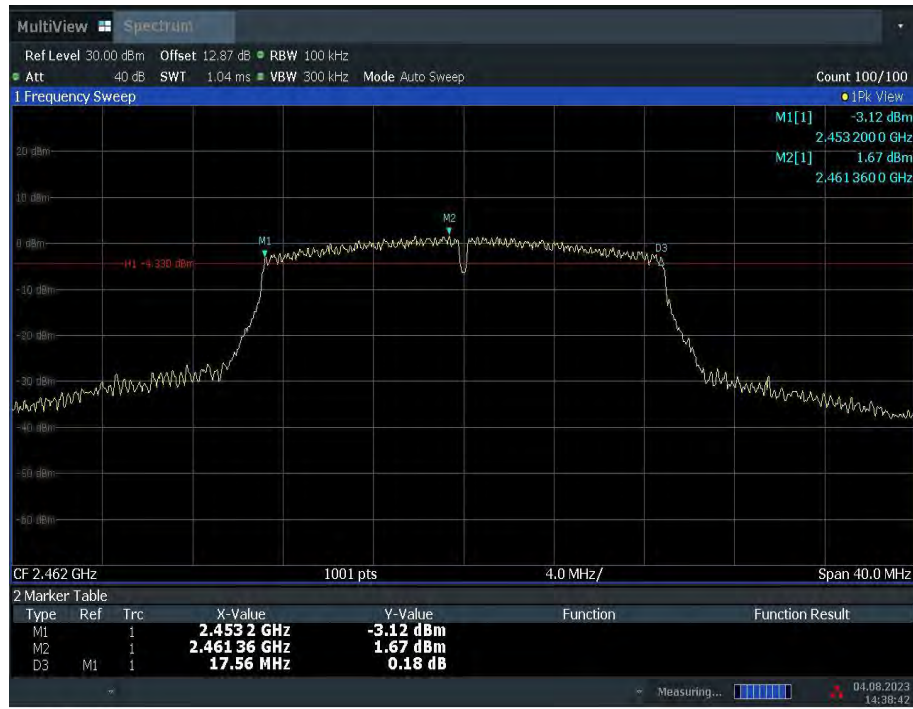 MultiView Spectrum
Ref Level 30.00 dBm Offset 12.87 dB RBW 100 kHz
Att 40 dB SWT 1.04 ms VBW 300 kHz Mode Auto Sweep Count 100/100
1 Frequency Sweep 1Pk View
M1[1] -3.12 dBm
2.453 200 0 GHz
20 dBm
M2[1] 1.67 dBm
2.461 360 0 GHz
10 dBm
M2
0 dBm
M1
D3
H1 -4.330 dBm
-10 dBm
-20 dBm
-30 dBm
-40 dBm
-50 dBm
-60 dBm
CF 2.462 GHz 1001 pts 4.0 MHz/ Span 40.0 MHz
2 Marker Table
Type Ref Trc X-Value Y-Value Function Function Result
M1 1 2.453 2 GHz -3.12 dBm
M2 1 2.461 36 GHz 1.67 dBm
D3 M1 1 17.56 MHz 0.18 dB
Measuring... 04.08.2023
14:38:42